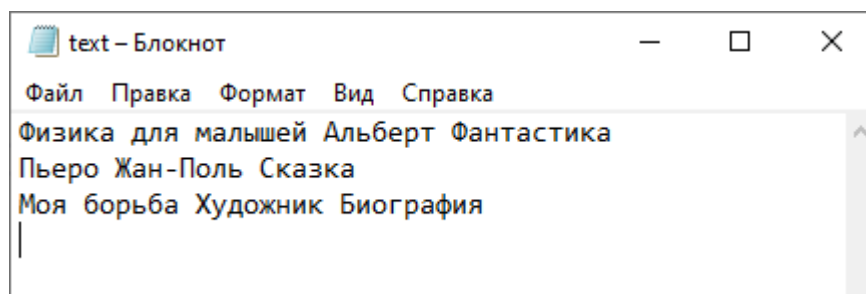 text – Блокнот
Файл Правка Формат Вид Справка
Физика для малышей Альберт Фантастика
Пьеро Жан-Поль Сказка
Моя борьба Художник Биография